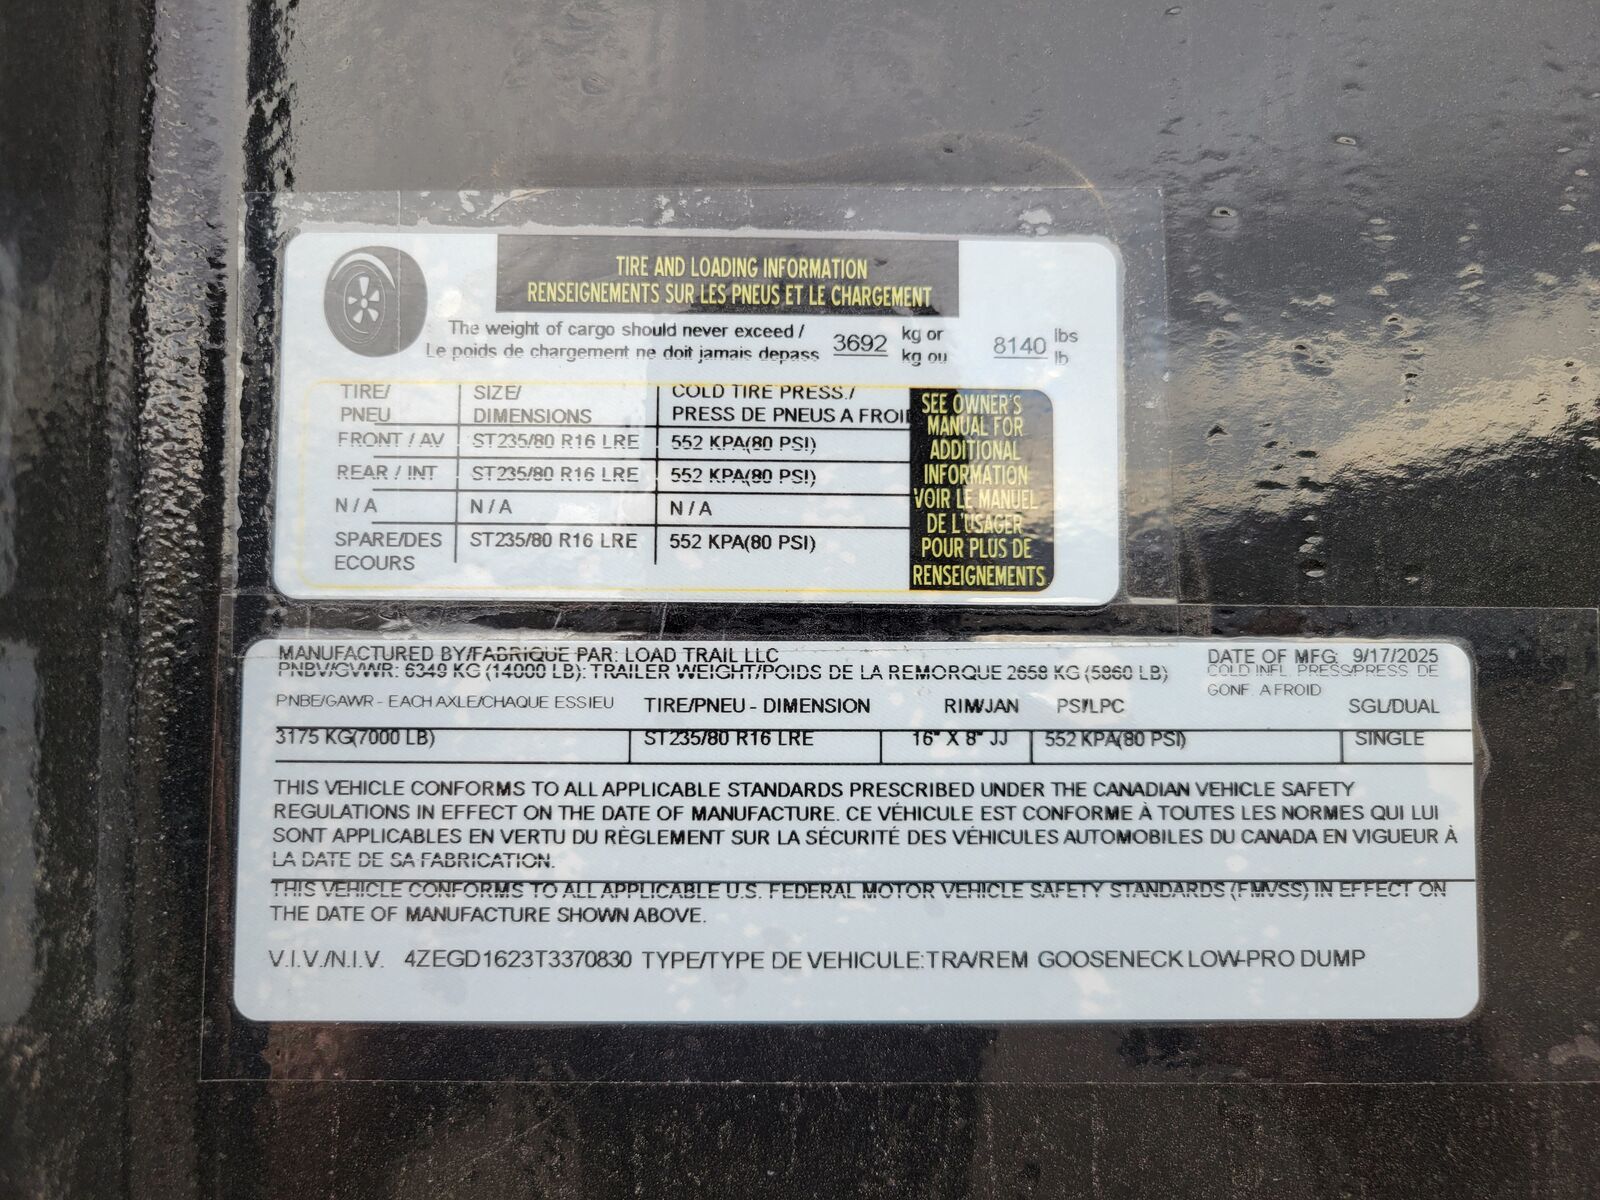 TIRE AND LOADING INFORMATION
RENSEIGNEMENTS SUR LES PNEUS ET LE CHARGEMENT
The weight of cargo should never exceed / 3692 kg or 8140 lbs
Le poids de chargement ne doit jamais depass kg ou lb
TIRE/ SIZE/ COLD TIRE PRESS./
PNEU DIMENSIONS PRESS DE PNEUS A FROI
FRONT / AV ST235/80 R16 LRE 552 KPA(80 PSI)
REAR / INT ST235/80 R16 LRE 552 KPA(80 PSI)
N / A N / A N / A
SPARE/DES ST235/80 R16 LRE 552 KPA(80 PSI)
ECOURS
SEE OWNER'S
MANUAL FOR
ADDITIONAL
INFORMATION
VOIR LE MANUEL
DE L'USAGER
POUR PLUS DE
RENSEIGNEMENTS
MANUFACTURED BY/FABRIQUE PAR: LOAD TRAIL LLC DATE OF MFG: 9/17/2025
PNBV/GVWR: 6349 KG (14000 LB): TRAILER WEIGHT/POIDS DE LA REMORQUE 2658 KG (5860 LB) COLD INFL. PRESS/PRESS. DE
GONF. A FROID
PNBE/GAWR - EACH AXLE/CHAQUE ESSIEU TIRE/PNEU - DIMENSION RIM/JAN PSI/LPC SGL/DUAL
3175 KG(7000 LB) ST235/80 R16 LRE 16" X 8" JJ 552 KPA(80 PSI) SINGLE
THIS VEHICLE CONFORMS TO ALL APPLICABLE STANDARDS PRESCRIBED UNDER THE CANADIAN VEHICLE SAFETY
REGULATIONS IN EFFECT ON THE DATE OF MANUFACTURE. CE VÉHICULE EST CONFORME À TOUTES LES NORMES QUI LUI
SONT APPLICABLES EN VERTU DU RÈGLEMENT SUR LA SÉCURITÉ DES VÉHICULES AUTOMOBILES DU CANADA EN VIGUEUR À
LA DATE DE SA FABRICATION.
THIS VEHICLE CONFORMS TO ALL APPLICABLE U.S. FEDERAL MOTOR VEHICLE SAFETY STANDARDS (FMVSS) IN EFFECT ON
THE DATE OF MANUFACTURE SHOWN ABOVE.
V.I.V./N.I.V. 4ZEGD1623T3370830 TYPE/TYPE DE VEHICULE:TRA/REM GOOSENECK LOW-PRO DUMP